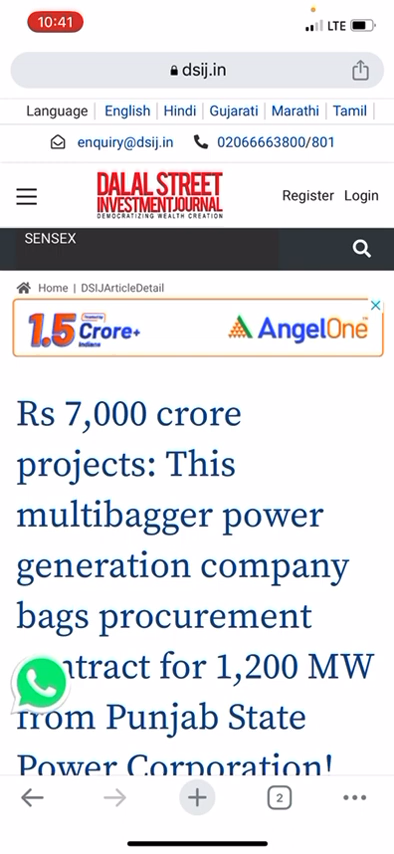 10:41
LTE
dsij.in
Language English Hindi Gujarati Marathi Tamil
enquiry@dsij.in 02066663800/801
DALAL STREET
INVESTMENT JOURNAL
DEMOCRATIZING WEALTH CREATION
Register Login
SENSEX
Home | DSIJArticleDetail
1.5 Crore+
Indians
AngelOne
Rs 7,000 crore
projects: This
multibagger power
generation company
bags procurement
ntract for 1,200 MW
from Punjab State
Power Corporation!
2